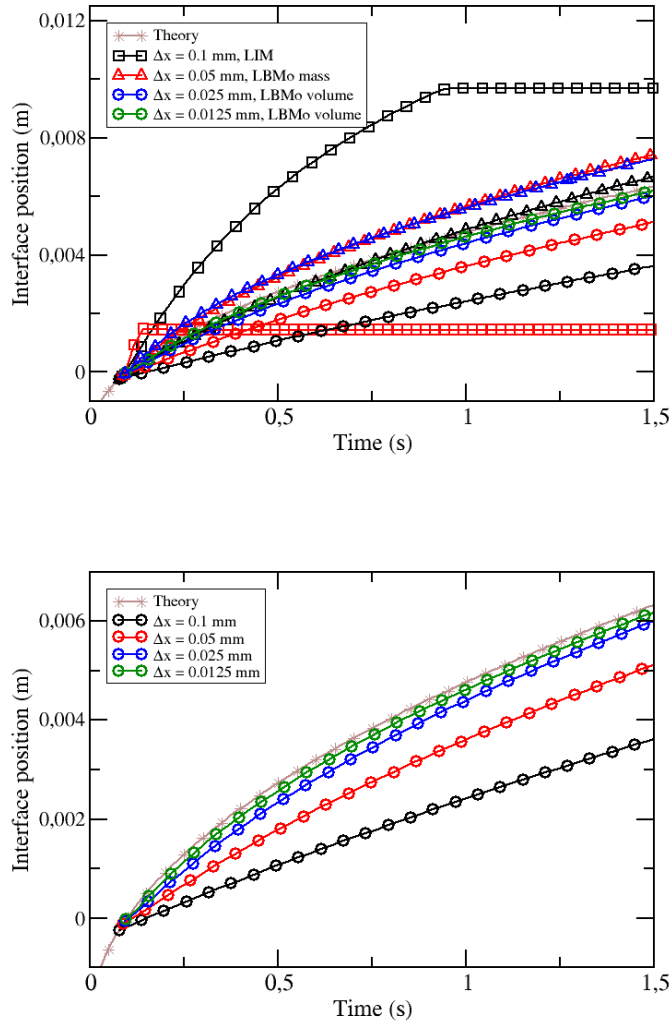 0,012
0,008
0,004
0
Interface position (m)
Theory
Δx = 0.1 mm, LIM
Δx = 0.05 mm, LBMo mass
Δx = 0.025 mm, LBMo volume
Δx = 0.0125 mm, LBMo volume
0 0,5 1 1,5
Time (s)
0,006
0,004
0,002
0
Interface position (m)
Theory
Δx = 0.1 mm
Δx = 0.05 mm
Δx = 0.025 mm
Δx = 0.0125 mm
0 0,5 1 1,5
Time (s)